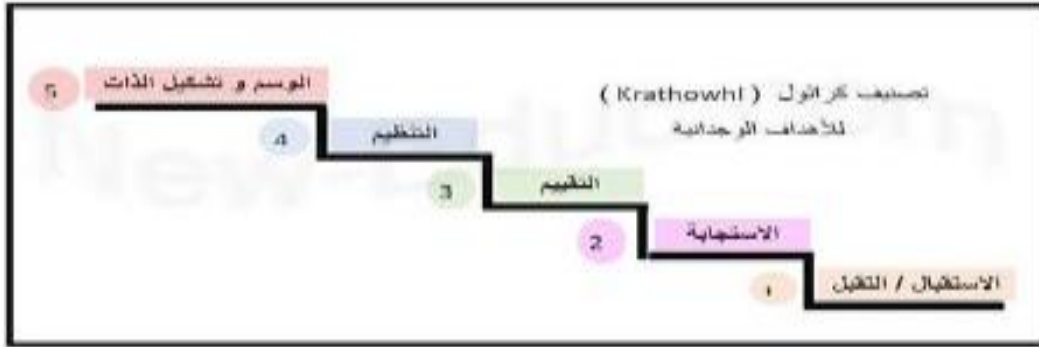 تصنيف كراثول ( Krathowhl )
للأهداف الوجدانية
5 الوسم و تشكيل الذات
4 التنظيم
3 التقييم
2 الاستجابة
1 الاستقبال / التقبل